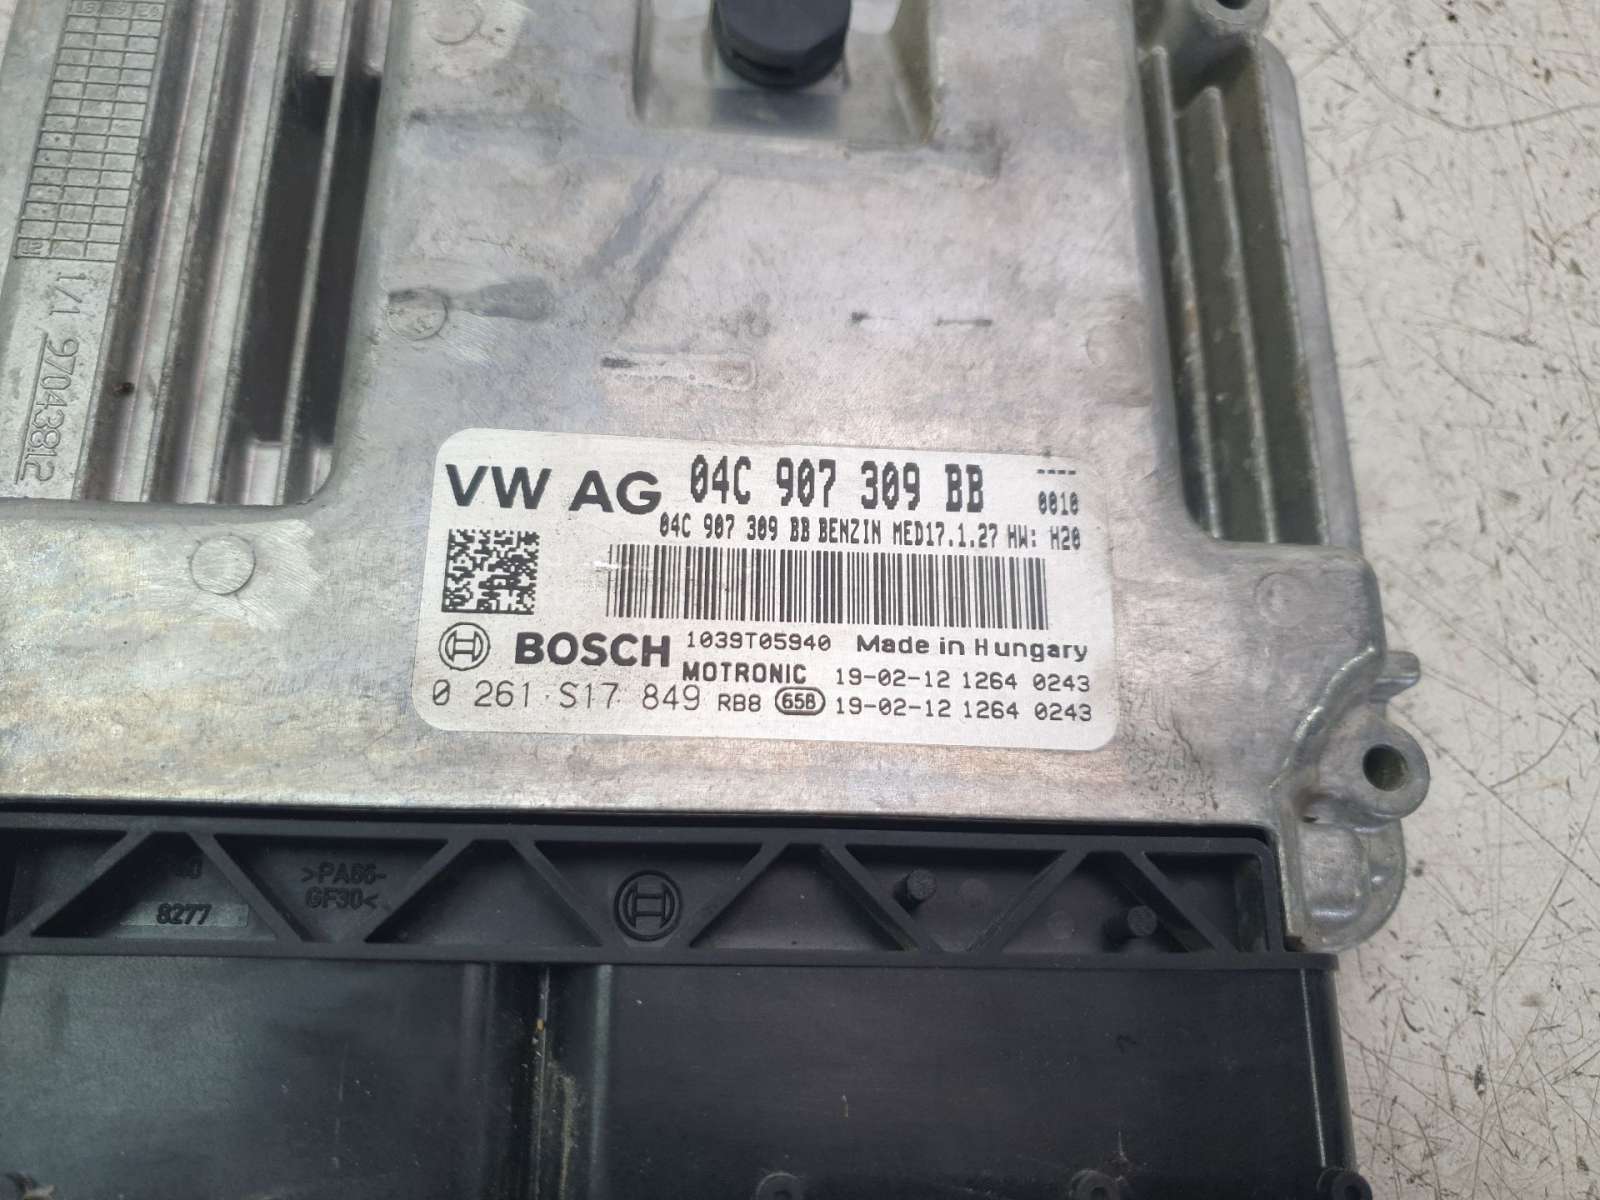 1/1 97043812
VW AG 04C 907 309 BB ----
0010
04C 907 309 BB BENZIN MED17.1.27 HW: H20
BOSCH 1039T05940 Made in Hungary
MOTRONIC 19-02-12 1264 0243
0 261 S17 849 RB8 658 19-02-12 1264 0243
>PA66-
GF30<
8277